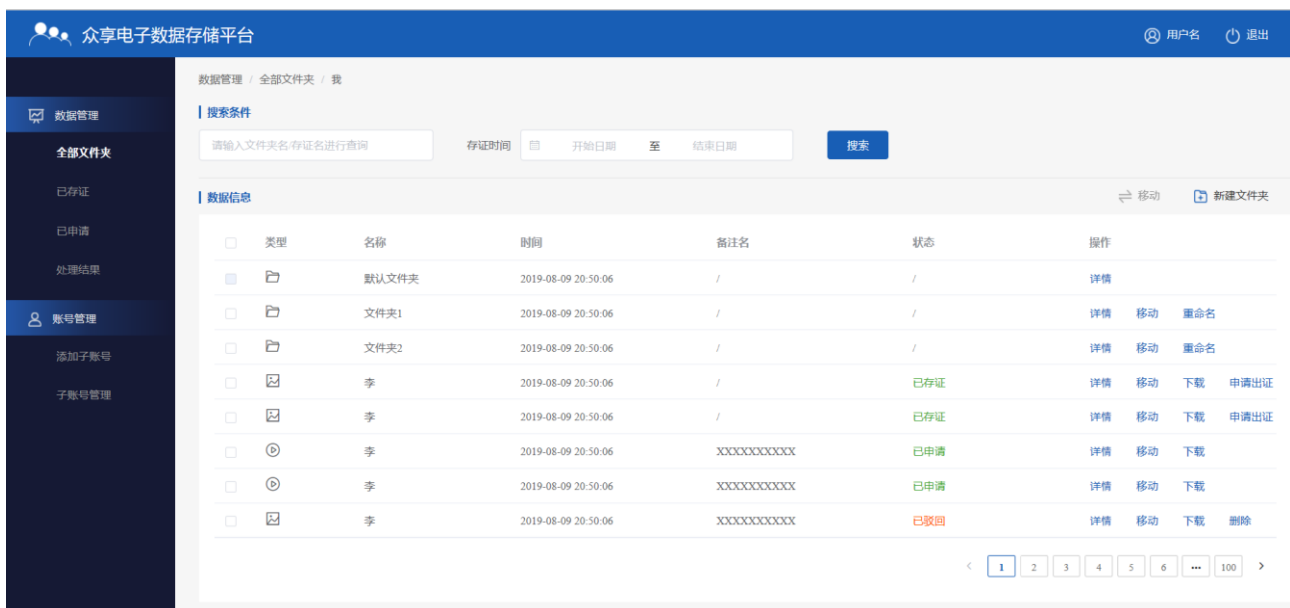 众享电子数据存储平台 用户名 退出
数据管理 / 全部文件夹 / 我
数据管理
搜索条件
请输入文件夹名/存证名进行查询 存证时间 开始日期 至 结束日期 搜索
全部文件夹
已存证
数据信息 移动 新建文件夹
已申请
类型 名称 时间 备注名 状态 操作
处理结果
默认文件夹 2019-08-09 20:50:06 / / 详情
账号管理
文件夹1 2019-08-09 20:50:06 / / 详情 移动 重命名
添加子账号
文件夹2 2019-08-09 20:50:06 / / 详情 移动 重命名
李 2019-08-09 20:50:06 / 已存证 详情 移动 下载 申请出证
子账号管理
李 2019-08-09 20:50:06 / 已存证 详情 移动 下载 申请出证
李 2019-08-09 20:50:06 XXXXXXXXXX 已申请 详情 移动 下载
李 2019-08-09 20:50:06 XXXXXXXXXX 已申请 详情 移动 下载
李 2019-08-09 20:50:06 XXXXXXXXXX 已驳回 详情 移动 下载 删除
< 1 2 3 4 5 6 ••• 100 >